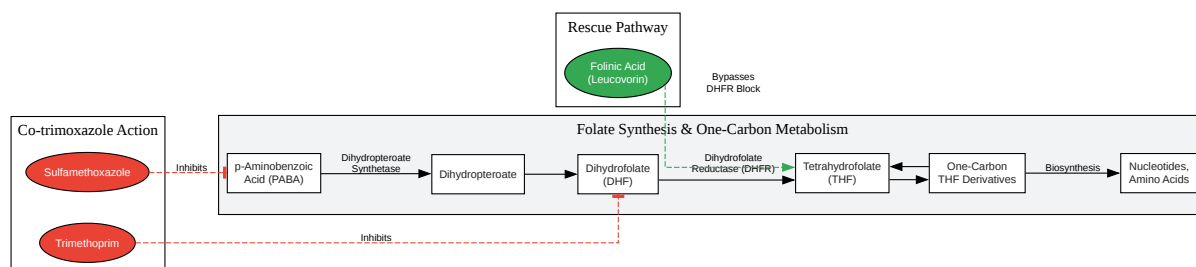 Rescue Pathway
Folinic Acid
(Leucovorin)
Bypasses
DHFR Block
Co-trimoxazole Action
Sulfamethoxazole
Trimethoprim
Inhibits
Inhibits
Folate Synthesis & One-Carbon Metabolism
p-Aminobenzoic
Acid (PABA)
Dihydropteroate
Synthetase
Dihydropteroate
Dihydrofolate
(DHF)
Dihydrofolate
Reductase (DHFR)
Tetrahydrofolate
(THF)
One-Carbon
THF Derivatives
Biosynthesis
Nucleotides,
Amino Acids